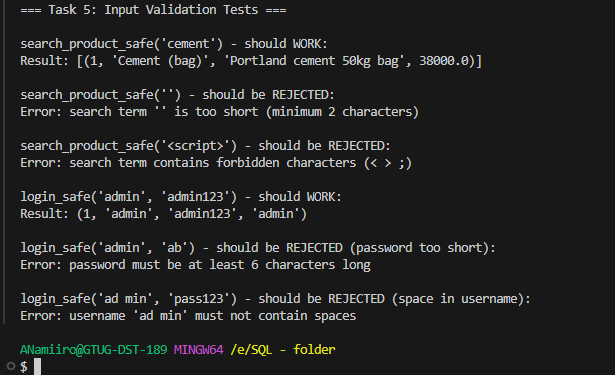 === Task 5: Input Validation Tests ===
search_product_safe('cement') - should WORK:
Result: [(1, 'Cement (bag)', 'Portland cement 50kg bag', 38000.0)]
search_product_safe('') - should be REJECTED:
Error: search term '' is too short (minimum 2 characters)
search_product_safe('<script>') - should be REJECTED:
Error: search term contains forbidden characters (< > ;)
login_safe('admin', 'admin123') - should WORK:
Result: (1, 'admin', 'admin123', 'admin')
login_safe('admin', 'ab') - should be REJECTED (password too short):
Error: password must be at least 6 characters long
login_safe('ad min', 'pass123') - should be REJECTED (space in username):
Error: username 'ad min' must not contain spaces
ANamiiro@GTUG-DST-189 MINGW64 /e/SQL - folder
$